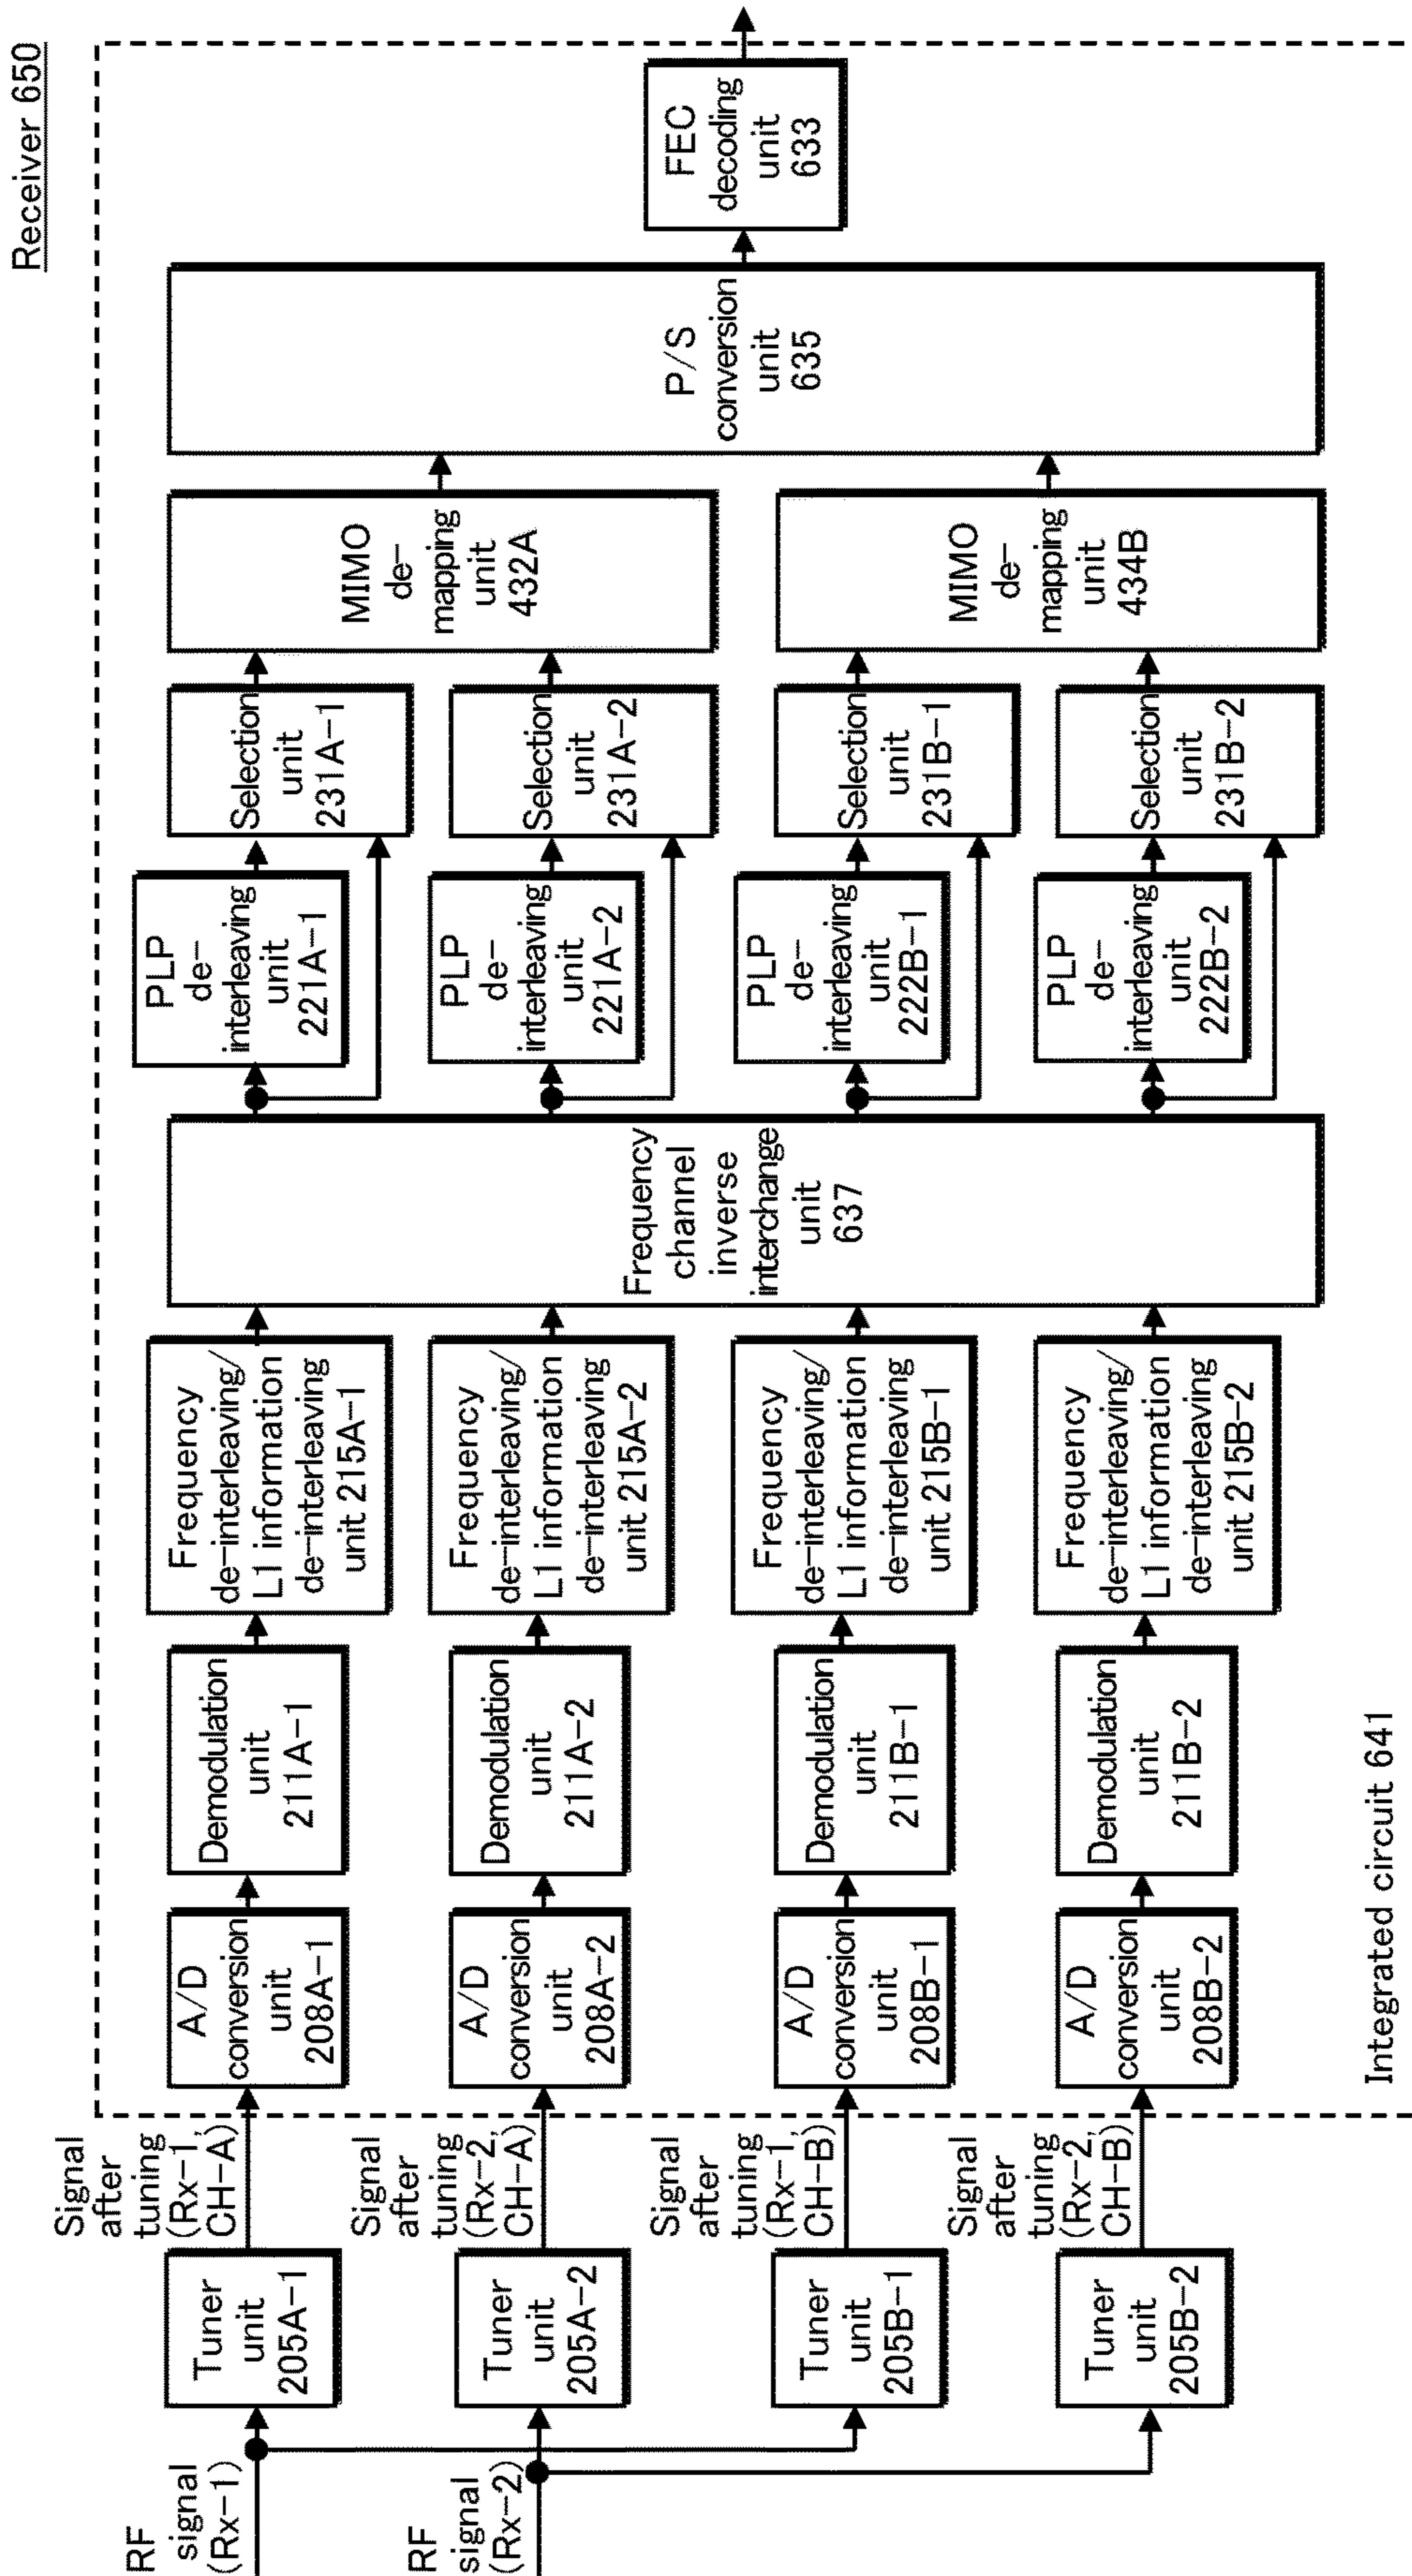 Receiver 650
RF
signal
(Rx-1)
RF
signal
(Rx-2)
Tuner
unit
205A-1
Tuner
unit
205A-2
Tuner
unit
205B-1
Tuner
unit
205B-2
Signal
after
tuning
(Rx-1,
CH-A)
Signal
after
tuning
(Rx-2,
CH-A)
Signal
after
tuning
(Rx-1,
CH-B)
Signal
after
tuning
(Rx-2,
CH-B)
A/D
conversion
unit
208A-1
A/D
conversion
unit
208A-2
A/D
conversion
unit
208B-1
A/D
conversion
unit
208B-2
Demodulation
unit
211A-1
Demodulation
unit
211A-2
Demodulation
unit
211B-1
Demodulation
unit
211B-2
Frequency
de-interleaving/
L1 information
de-interleaving
unit 215A-1
Frequency
de-interleaving/
L1 information
de-interleaving
unit 215A-2
Frequency
de-interleaving/
L1 information
de-interleaving
unit 215B-1
Frequency
de-interleaving/
L1 information
de-interleaving
unit 215B-2
Frequency
channel
inverse
interchange
unit
637
PLP
de-
interleaving
unit
221A-1
PLP
de-
interleaving
unit
221A-2
PLP
de-
interleaving
unit
222B-1
PLP
de-
interleaving
unit
222B-2
Selection
unit
231A-1
Selection
unit
231A-2
Selection
unit
231B-1
Selection
unit
231B-2
MIMO
de-
mapping
unit
432A
MIMO
de-
mapping
unit
434B
P/S
conversion
unit
635
FEC
decoding
unit
633
Integrated circuit 641